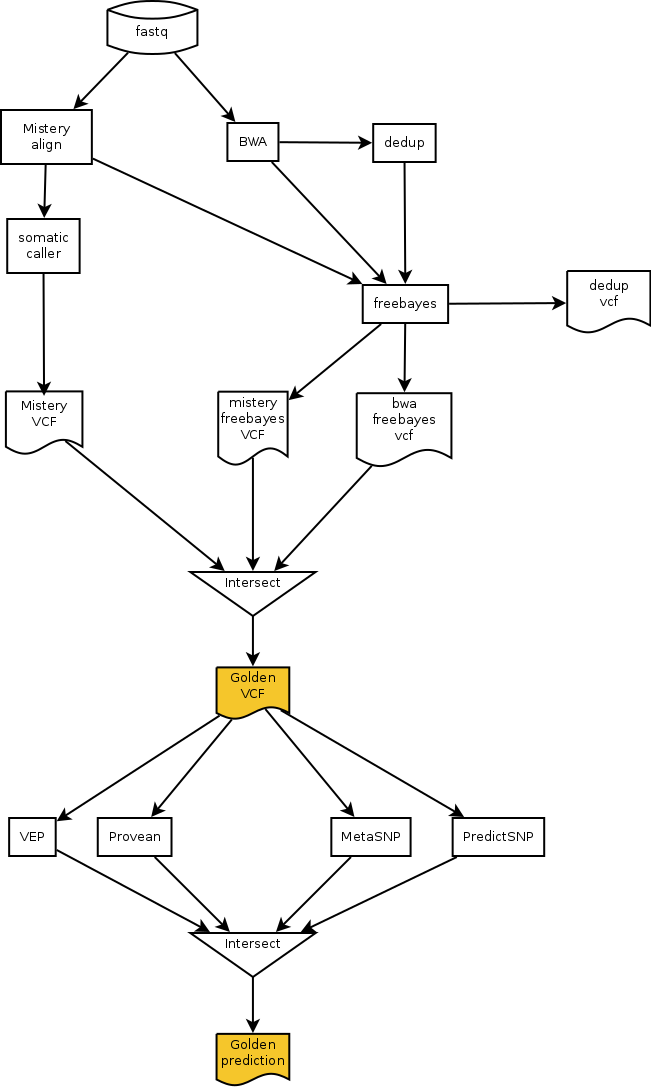 fastq
Mistery
align
BWA
dedup
somatic
caller
freebayes
dedup
vcf
Mistery
VCF
mistery
freebayes
VCF
bwa
freebayes
vcf
Intersect
Golden
VCF
VEP
Provean
MetaSNP
PredictSNP
Intersect
Golden
prediction